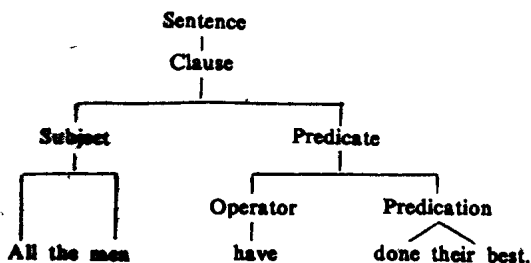 Sentence
Clause
Subject Predicate
Operator Predication
All the men have done their best.